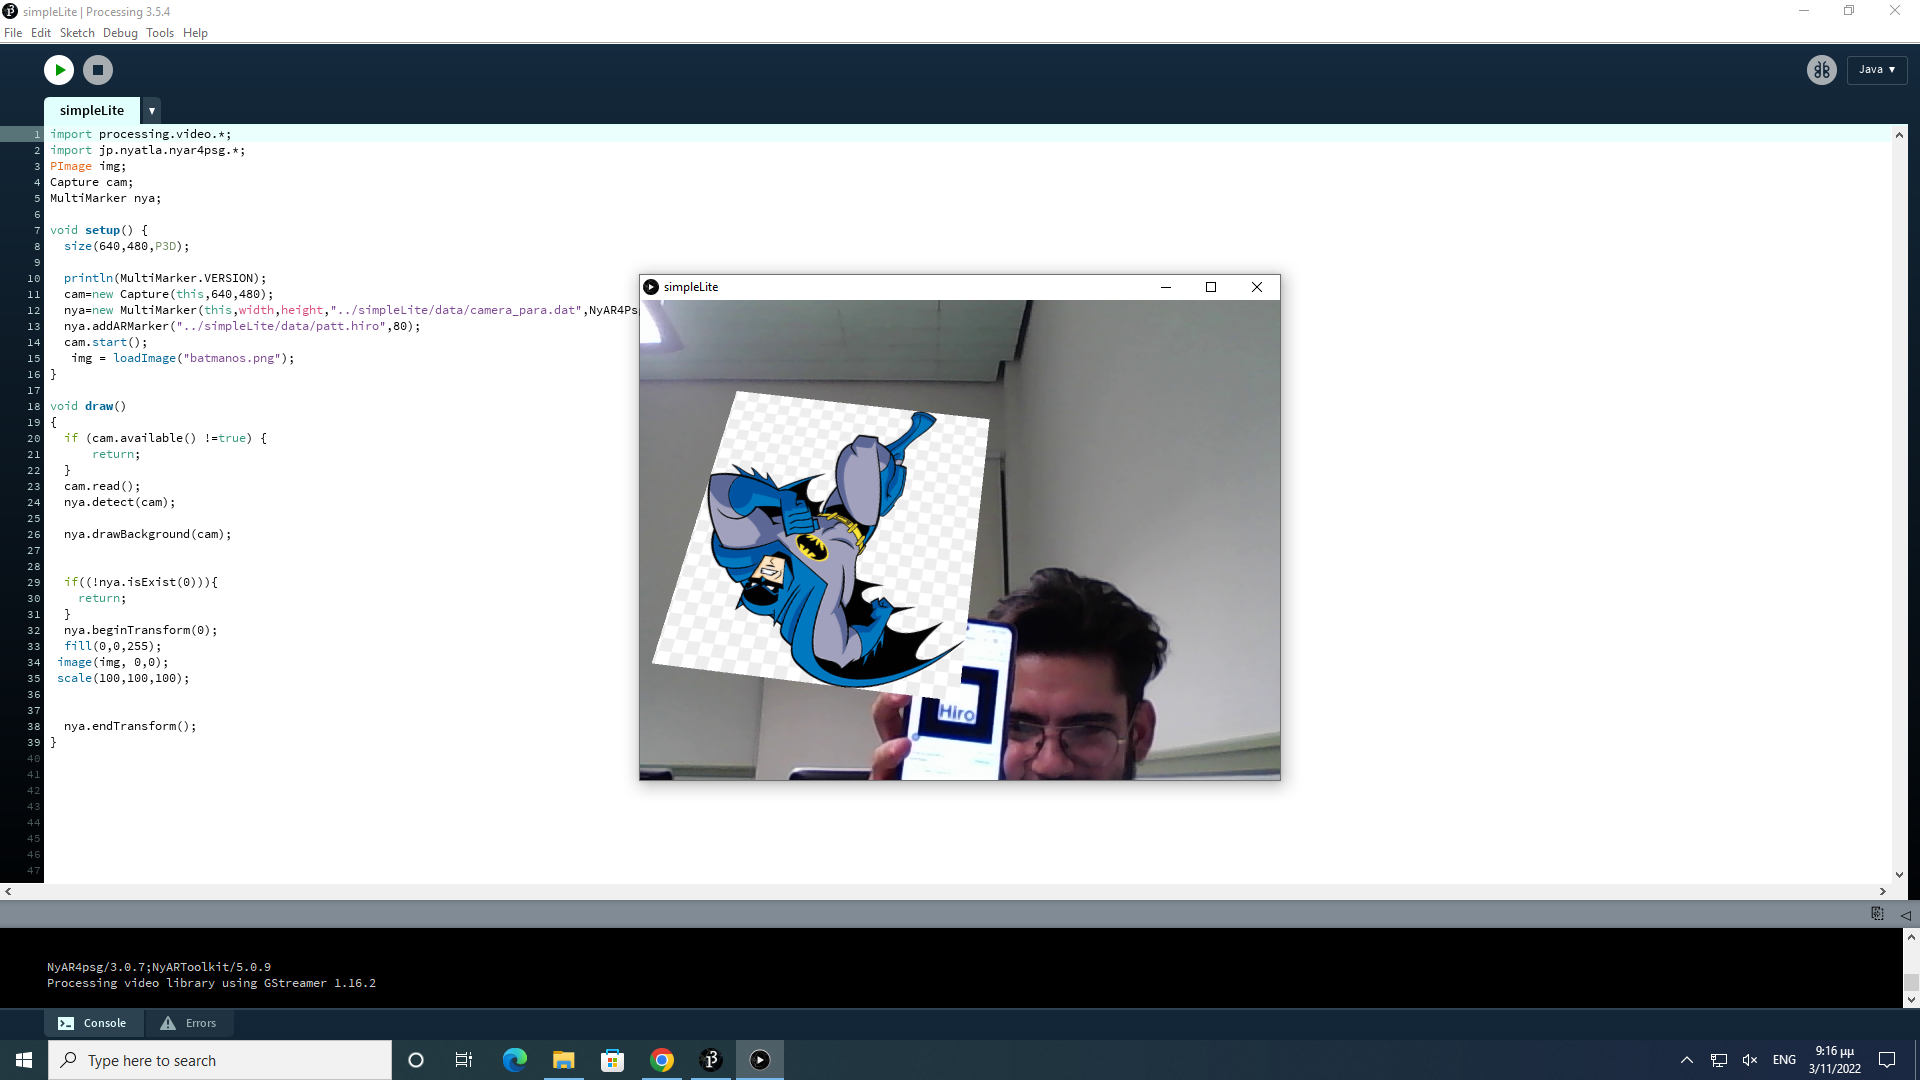 simpleLite | Processing 3.5.4
File Edit Sketch Debug Tools Help
Java ▾
simpleLite ▾
1 import processing.video.*;
2 import jp.nyatla.nyar4psg.*;
3 PImage img;
4 Capture cam;
5 MultiMarker nya;
6
7 void setup() {
8 size(640,480,P3D);
9
10 println(MultiMarker.VERSION);
11 cam=new Capture(this,640,480);
12 nya=new MultiMarker(this,width,height,"../simpleLite/data/camera_para.dat",NyAR4Ps
13 nya.addARMarker("../simpleLite/data/patt.hiro",80);
14 cam.start();
15 img = loadImage("batmanos.png");
16 }
17
18 void draw()
19 {
20 if (cam.available() !=true) {
21 return;
22 }
23 cam.read();
24 nya.detect(cam);
25
26 nya.drawBackground(cam);
27
28
29 if((!nya.isExist(0))){
30 return;
31 }
32 nya.beginTransform(0);
33 fill(0,0,255);
34 image(img, 0,0);
35 scale(100,100,100);
36
37
38 nya.endTransform();
39 }
40
41
42
43
44
45
46
47
simpleLite
Hiro
NyAR4psg/3.0.7;NyARToolkit/5.0.9
Processing video library using GStreamer 1.16.2
Console Errors
Type here to search
ENG
9:16 μμ
3/11/2022